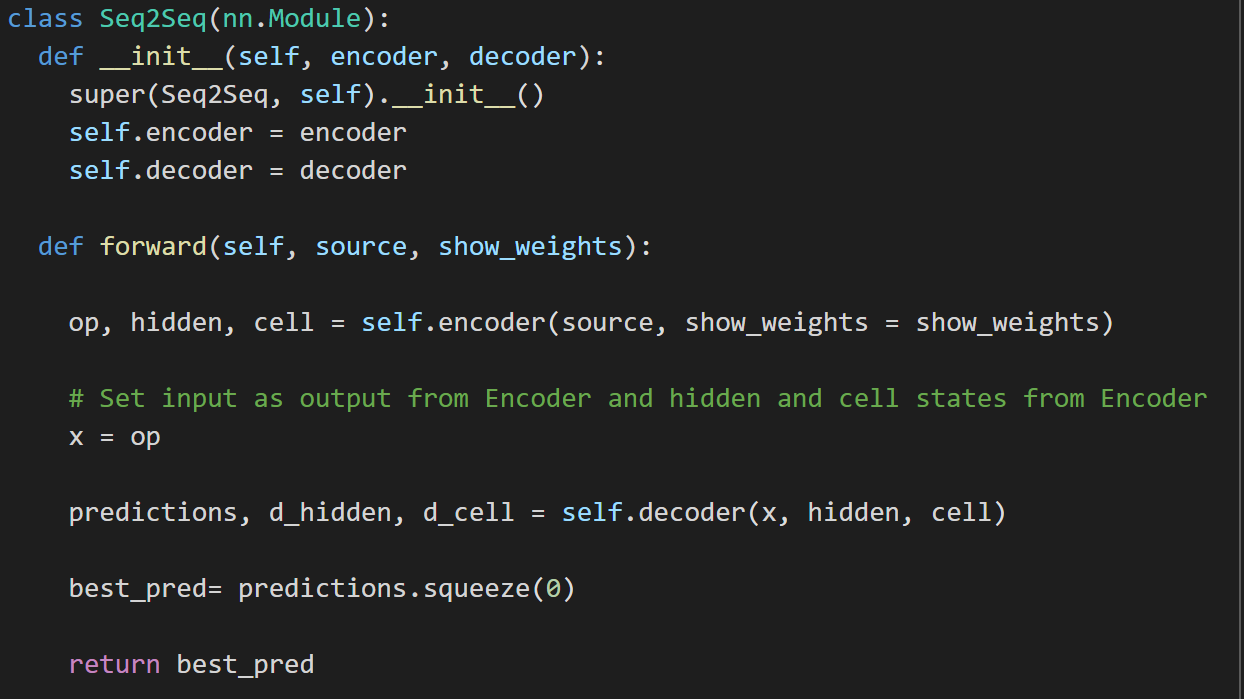 class Seq2Seq(nn.Module):
  def __init__(self, encoder, decoder):
    super(Seq2Seq, self).__init__()
    self.encoder = encoder
    self.decoder = decoder

  def forward(self, source, show_weights):

    op, hidden, cell = self.encoder(source, show_weights = show_weights)

    # Set input as output from Encoder and hidden and cell states from Encoder
    x = op

    predictions, d_hidden, d_cell = self.decoder(x, hidden, cell)

    best_pred= predictions.squeeze(0)

    return best_pred